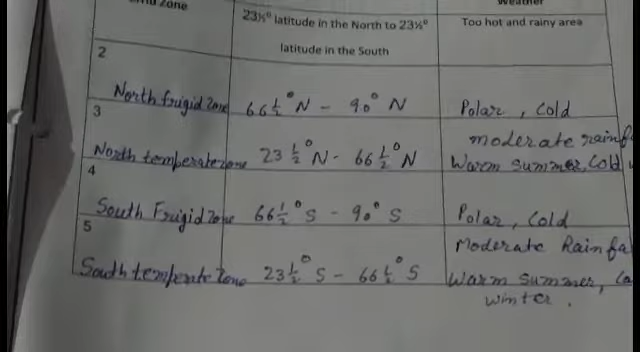 Zone
Weather
23½° latitude in the North to 23½°
latitude in the South
Too hot and rainy area
2
North frigid zone
66½° N – 90° N
Polar, Cold
3
North temperate zone
23½° N - 66½° N
moderate rainf
Warm summer, Cold
4
South Frigid zone
66½° S – 90° S
Polar, Cold
5
South temperate zone
23½° S – 66½° S
Moderate Rainfa
Warm summer,
winter.